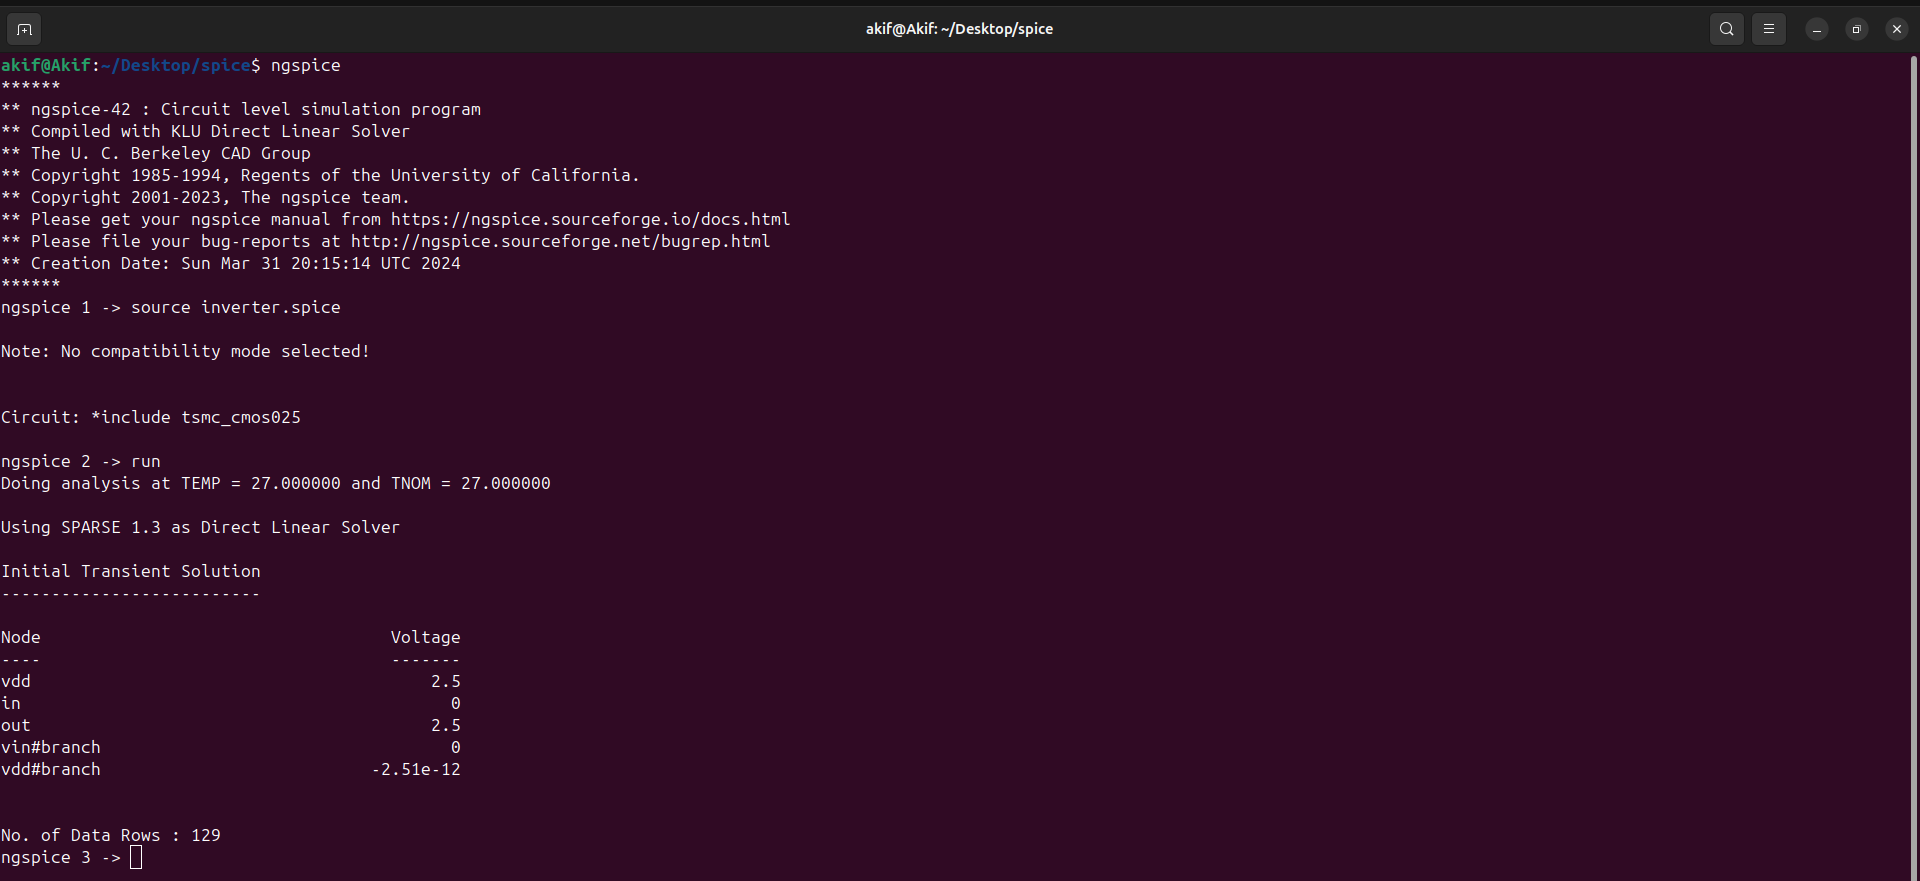 akif@Akif: ~/Desktop/spice
akif@Akif:~/Desktop/spice$ ngspice
******
** ngspice-42 : Circuit level simulation program
** Compiled with KLU Direct Linear Solver
** The U. C. Berkeley CAD Group
** Copyright 1985-1994, Regents of the University of California.
** Copyright 2001-2023, The ngspice team.
** Please get your ngspice manual from https://ngspice.sourceforge.io/docs.html
** Please file your bug-reports at http://ngspice.sourceforge.net/bugrep.html
** Creation Date: Sun Mar 31 20:15:14 UTC 2024
******
ngspice 1 -> source inverter.spice
Note: No compatibility mode selected!
Circuit: *include tsmc_cmos025
ngspice 2 -> run
Doing analysis at TEMP = 27.000000 and TNOM = 27.000000
Using SPARSE 1.3 as Direct Linear Solver
Initial Transient Solution
--------------------------
Node Voltage
---- -------
vdd 2.5
in 0
out 2.5
vin#branch 0
vdd#branch -2.51e-12
No. of Data Rows : 129
ngspice 3 ->